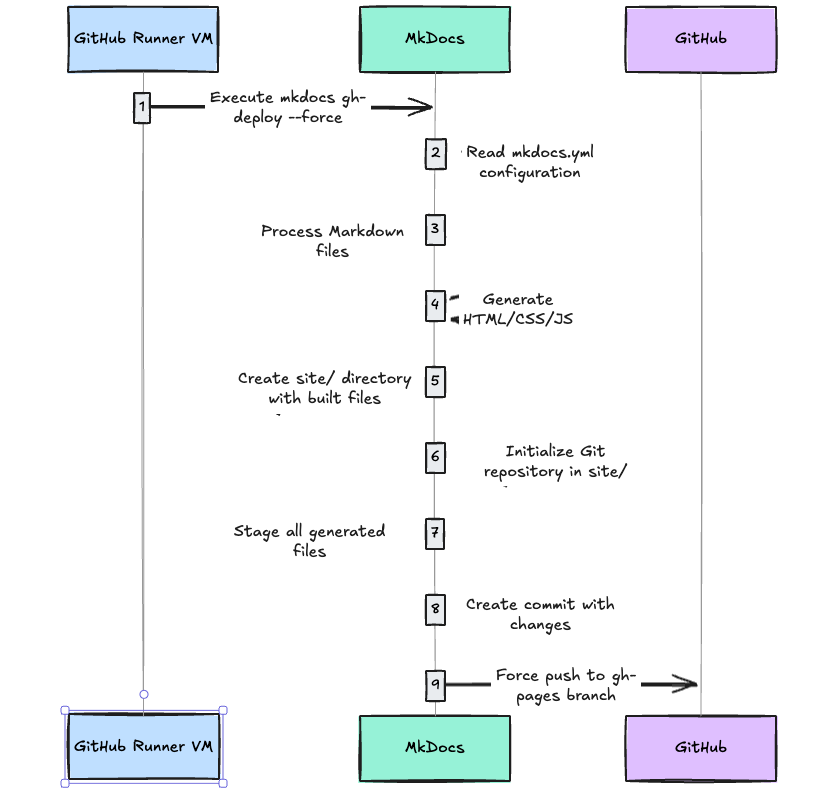 GitHub Runner VM
MkDocs
GitHub
1
Execute mkdocs gh-
deploy --force
2
Read mkdocs.yml
configuration
Process Markdown
files
3
4
Generate
HTML/CSS/JS
Create site/ directory
with built files
5
6
Initialize Git
repository in site/
Stage all generated
files
7
8
Create commit with
changes
9
Force push to gh-
pages branch
GitHub Runner VM
MkDocs
GitHub